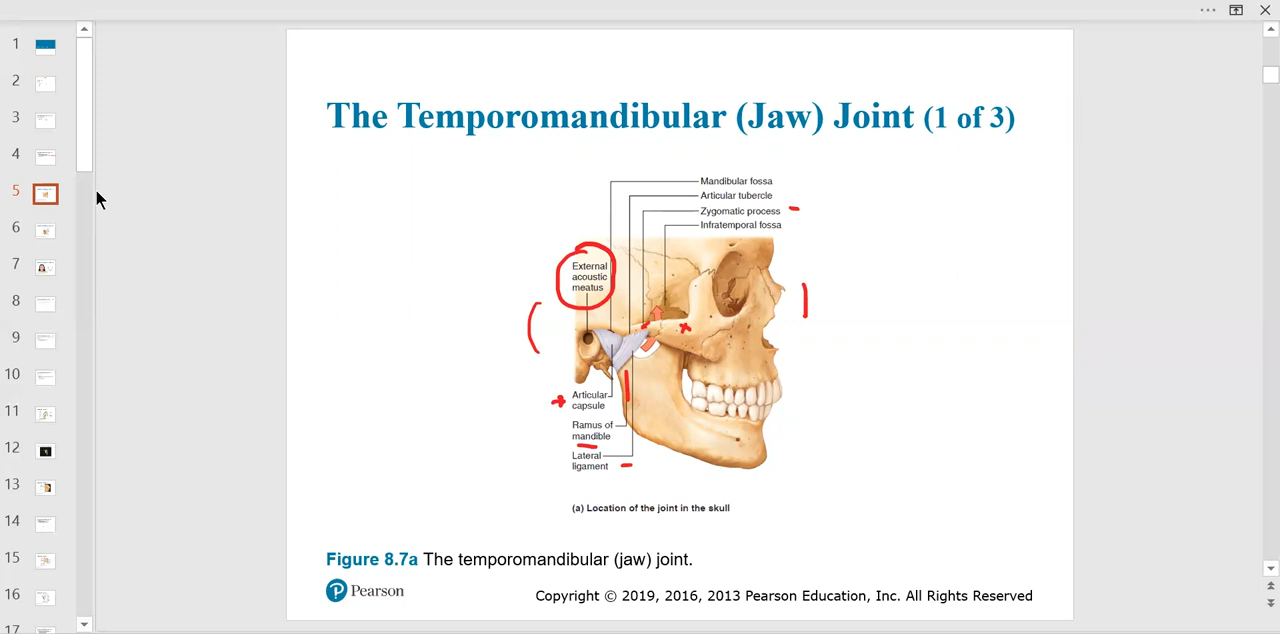 1
2
3
4
5
6
7
8
9
10
11
12
13
14
15
16
17
The Temporomandibular (Jaw) Joint (1 of 3)
Mandibular fossa
Articular tubercle
Zygomatic process
Infratemporal fossa
External
acoustic
meatus
Articular
capsule
Ramus of
mandible
Lateral
ligament
(a) Location of the joint in the skull
Figure 8.7a The temporomandibular (jaw) joint.
P Pearson
Copyright © 2019, 2016, 2013 Pearson Education, Inc. All Rights Reserved